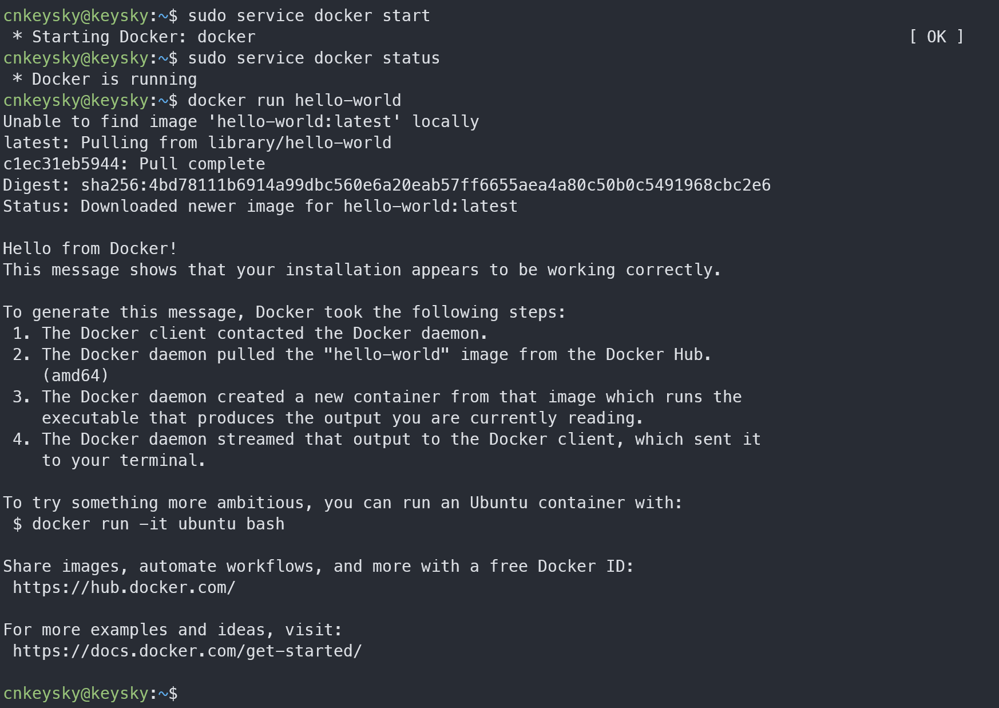 cnkeysky@keysky:~$ sudo service docker start
 * Starting Docker: docker [ OK ]
cnkeysky@keysky:~$ sudo service docker status
 * Docker is running
cnkeysky@keysky:~$ docker run hello-world
Unable to find image 'hello-world:latest' locally
latest: Pulling from library/hello-world
c1ec31eb5944: Pull complete
Digest: sha256:4bd78111b6914a99dbc560e6a20eab57ff6655aea4a80c50b0c5491968cbc2e6
Status: Downloaded newer image for hello-world:latest

Hello from Docker!
This message shows that your installation appears to be working correctly.

To generate this message, Docker took the following steps:
 1. The Docker client contacted the Docker daemon.
 2. The Docker daemon pulled the "hello-world" image from the Docker Hub.
    (amd64)
 3. The Docker daemon created a new container from that image which runs the
    executable that produces the output you are currently reading.
 4. The Docker daemon streamed that output to the Docker client, which sent it
    to your terminal.

To try something more ambitious, you can run an Ubuntu container with:
 $ docker run -it ubuntu bash

Share images, automate workflows, and more with a free Docker ID:
 https://hub.docker.com/

For more examples and ideas, visit:
 https://docs.docker.com/get-started/

cnkeysky@keysky:~$